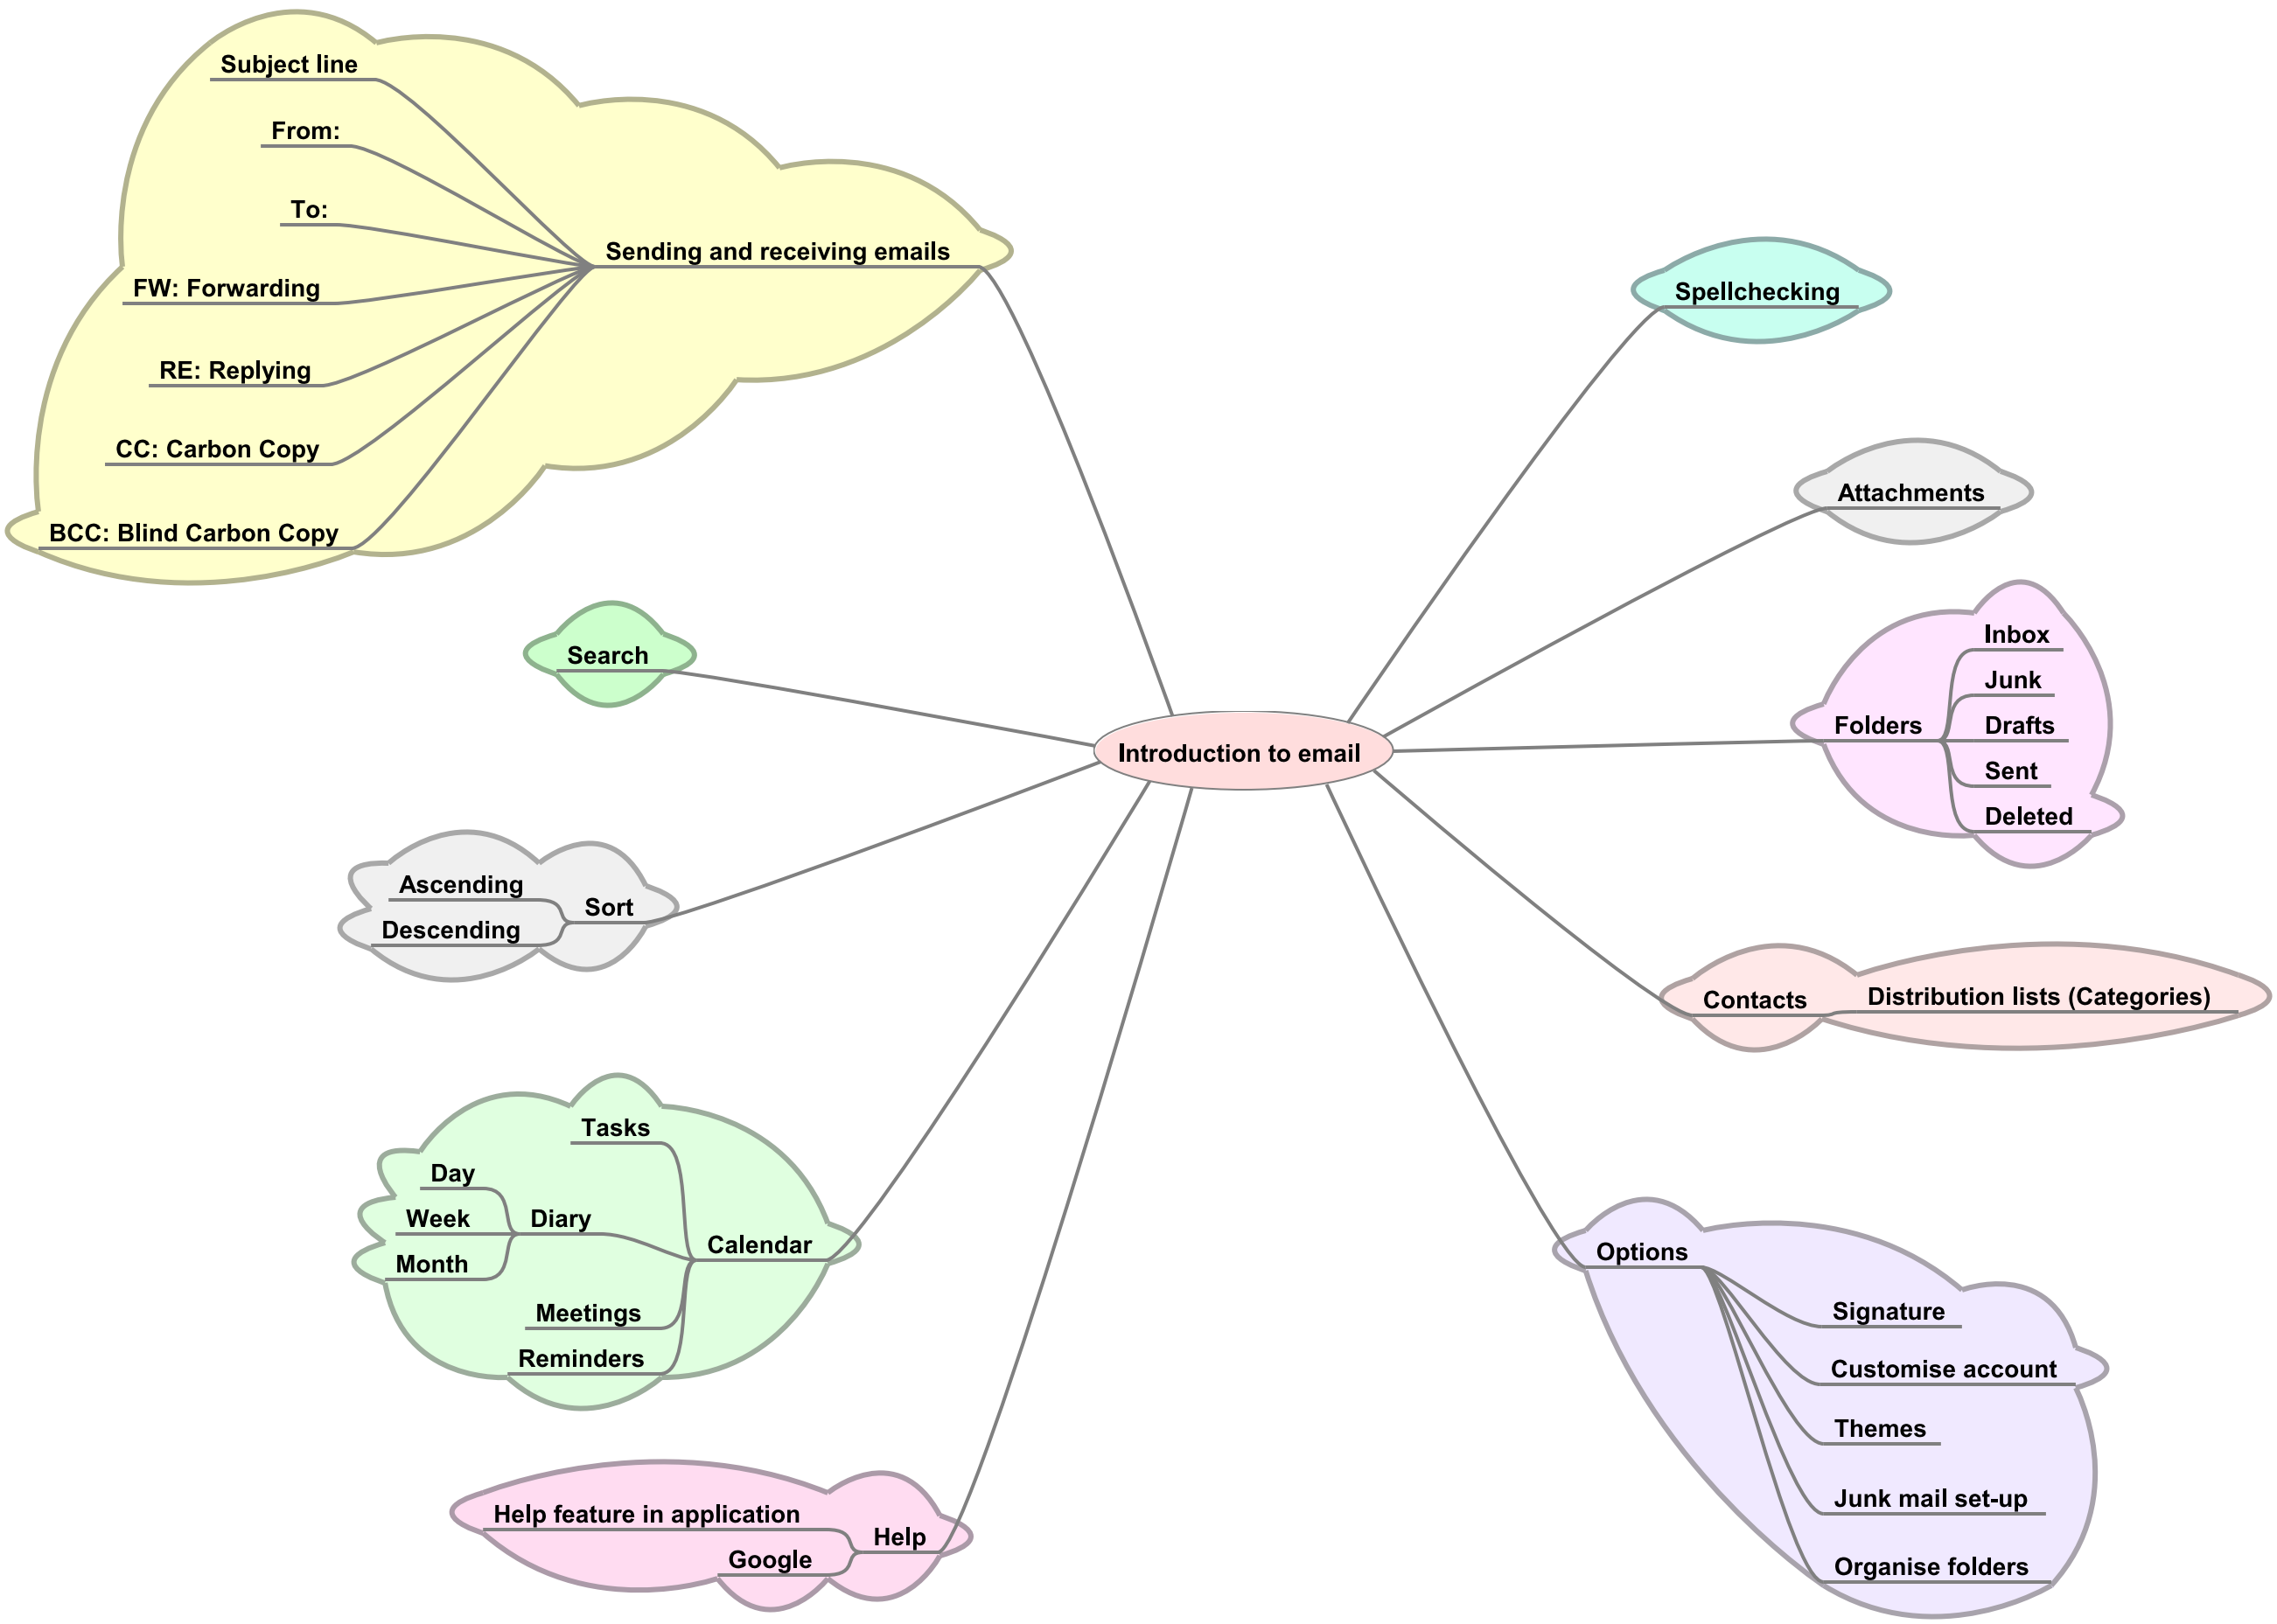 Introduction to email
Sending and receiving emails
Subject line
From:
To:
FW: Forwarding
RE: Replying
CC: Carbon Copy
BCC: Blind Carbon Copy
Search
Sort
Ascending
Descending
Calendar
Tasks
Diary
Day
Week
Month
Meetings
Reminders
Help
Help feature in application
Google
Spellchecking
Attachments
Folders
Inbox
Junk
Drafts
Sent
Deleted
Contacts
Distribution lists (Categories)
Options
Signature
Customise account
Themes
Junk mail set-up
Organise folders